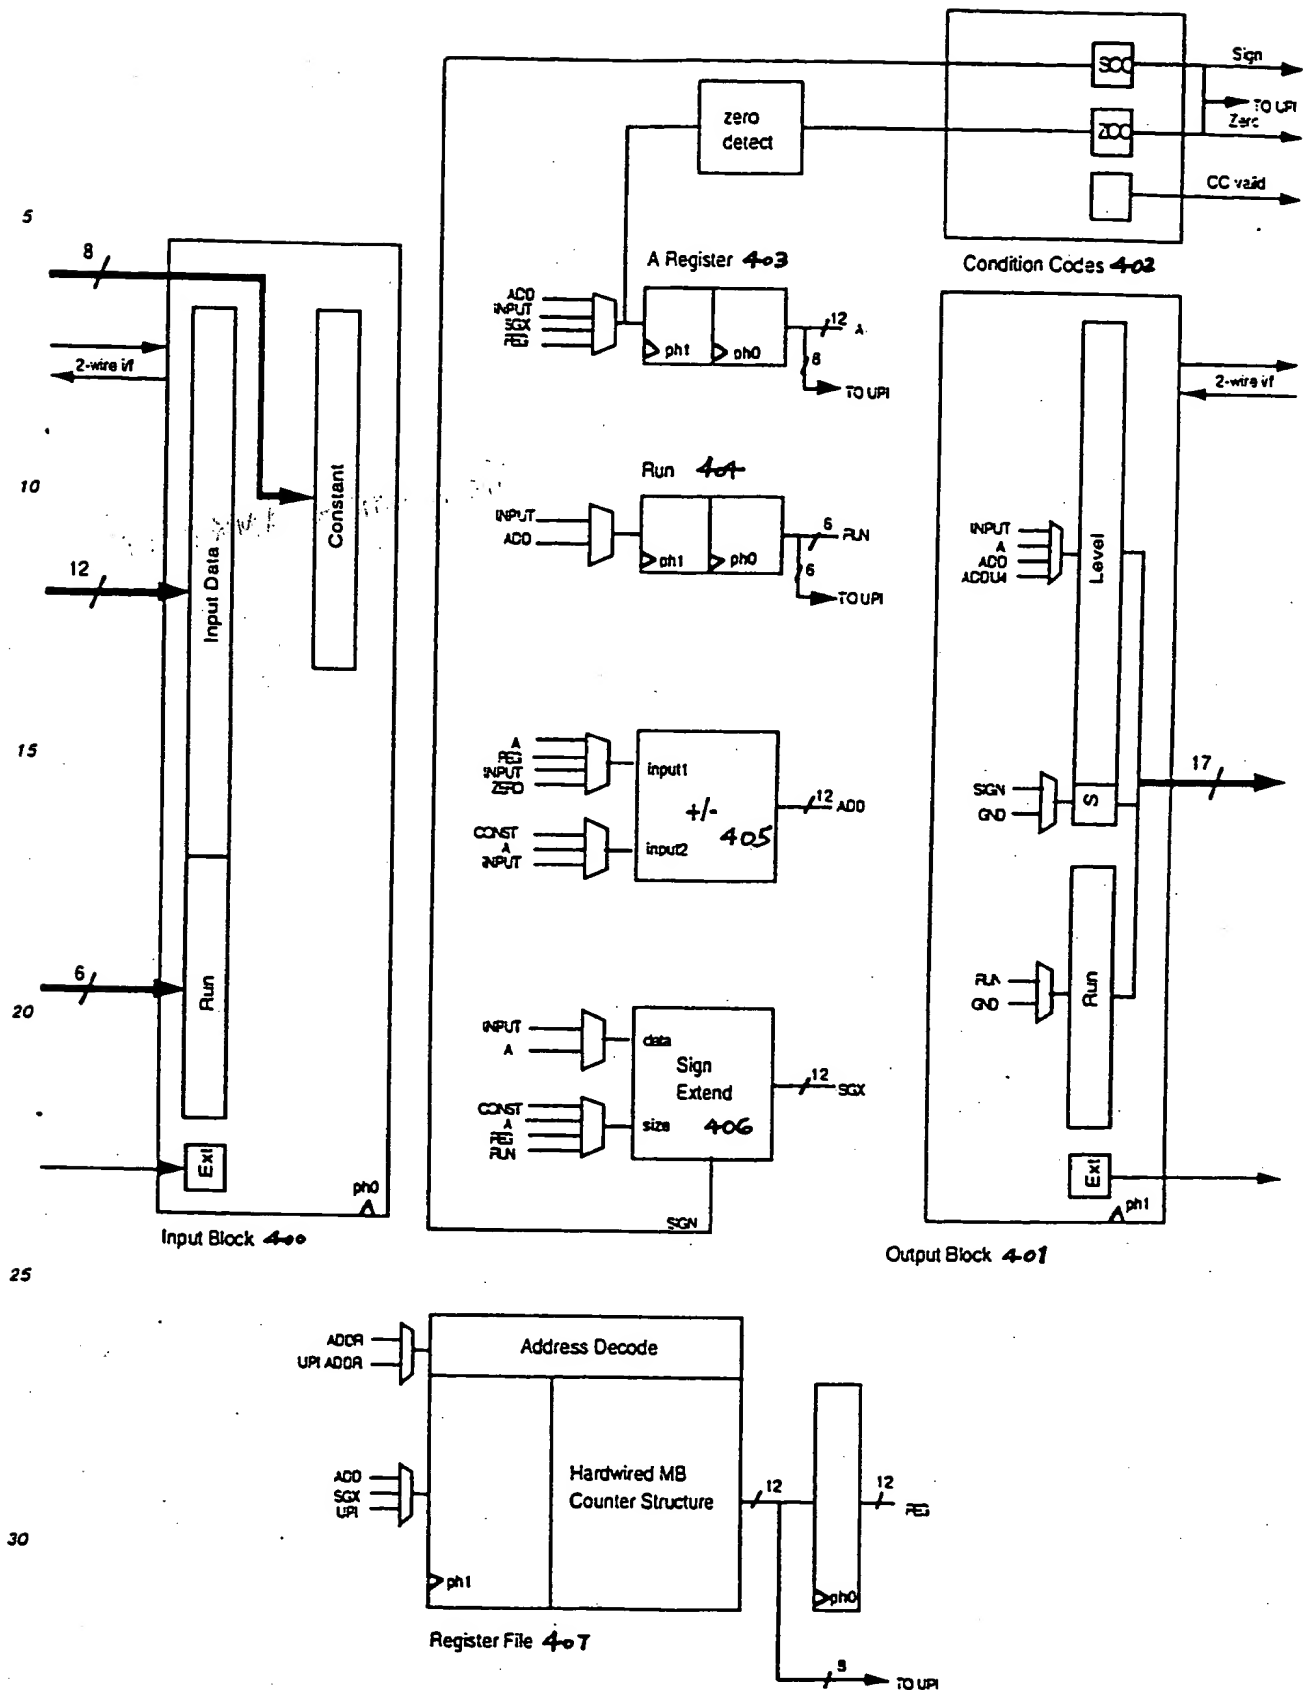 SCC
Sign
TO UPI
ZCC
Zero
CC valid
zero
detect
Condition Codes 402
5
8
2-wire i/f
Input Data
Constant
10
12
Run
6
Ext
ph0
Input Block 400
A Register 403
ADD
INPUT
SGX
REG
ph1
ph0
12
A
8
TO UPI
Run 404
INPUT
ADD
ph1
ph0
6
RUN
6
TO UPI
15
A
REG
INPUT
ZERO
CONST
A
INPUT
input1
+/-
405
input2
12
ADD
20
INPUT
A
CONST
A
REG
RUN
data
Sign
Extend
size
406
12
SGX
SGN
2-wire i/f
INPUT
A
ADD
Level
SIGN
GND
S
17
RUN
GND
Run
Ext
ph1
Output Block 401
25
ADDR
UPI ADDR
Address Decode
ADD
SGX
UPI
Hardwired MB
Counter Structure
ph1
12
12
REG
ph0
30
Register File 407
TO UPI